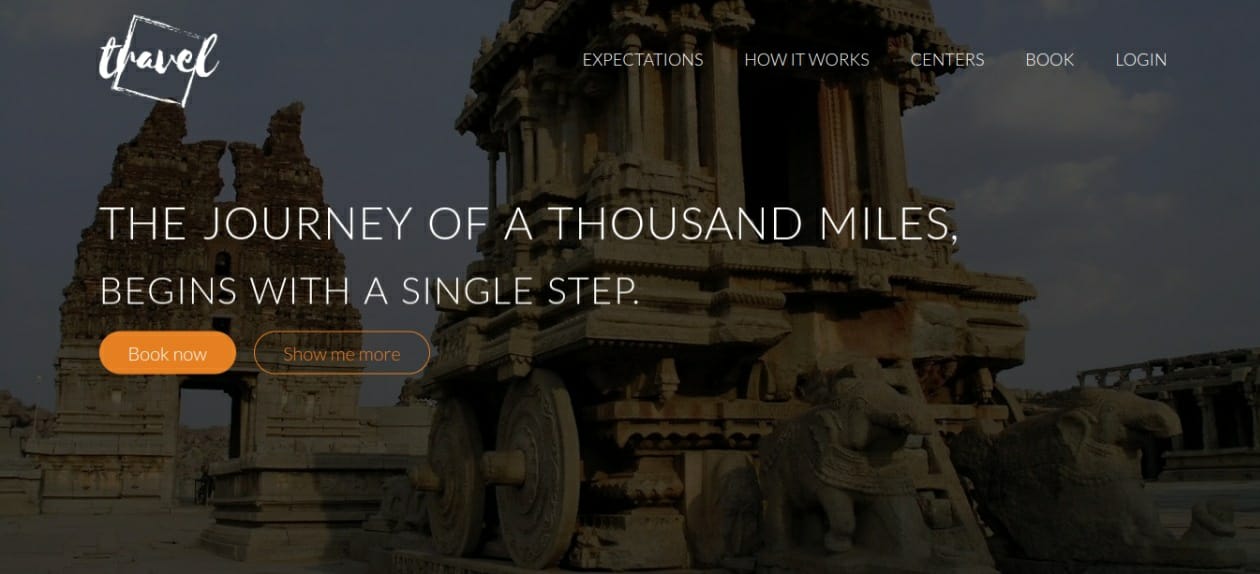 travel
EXPECTATIONS HOW IT WORKS CENTERS BOOK LOGIN
THE JOURNEY OF A THOUSAND MILES,
BEGINS WITH A SINGLE STEP.
Book now Show me more